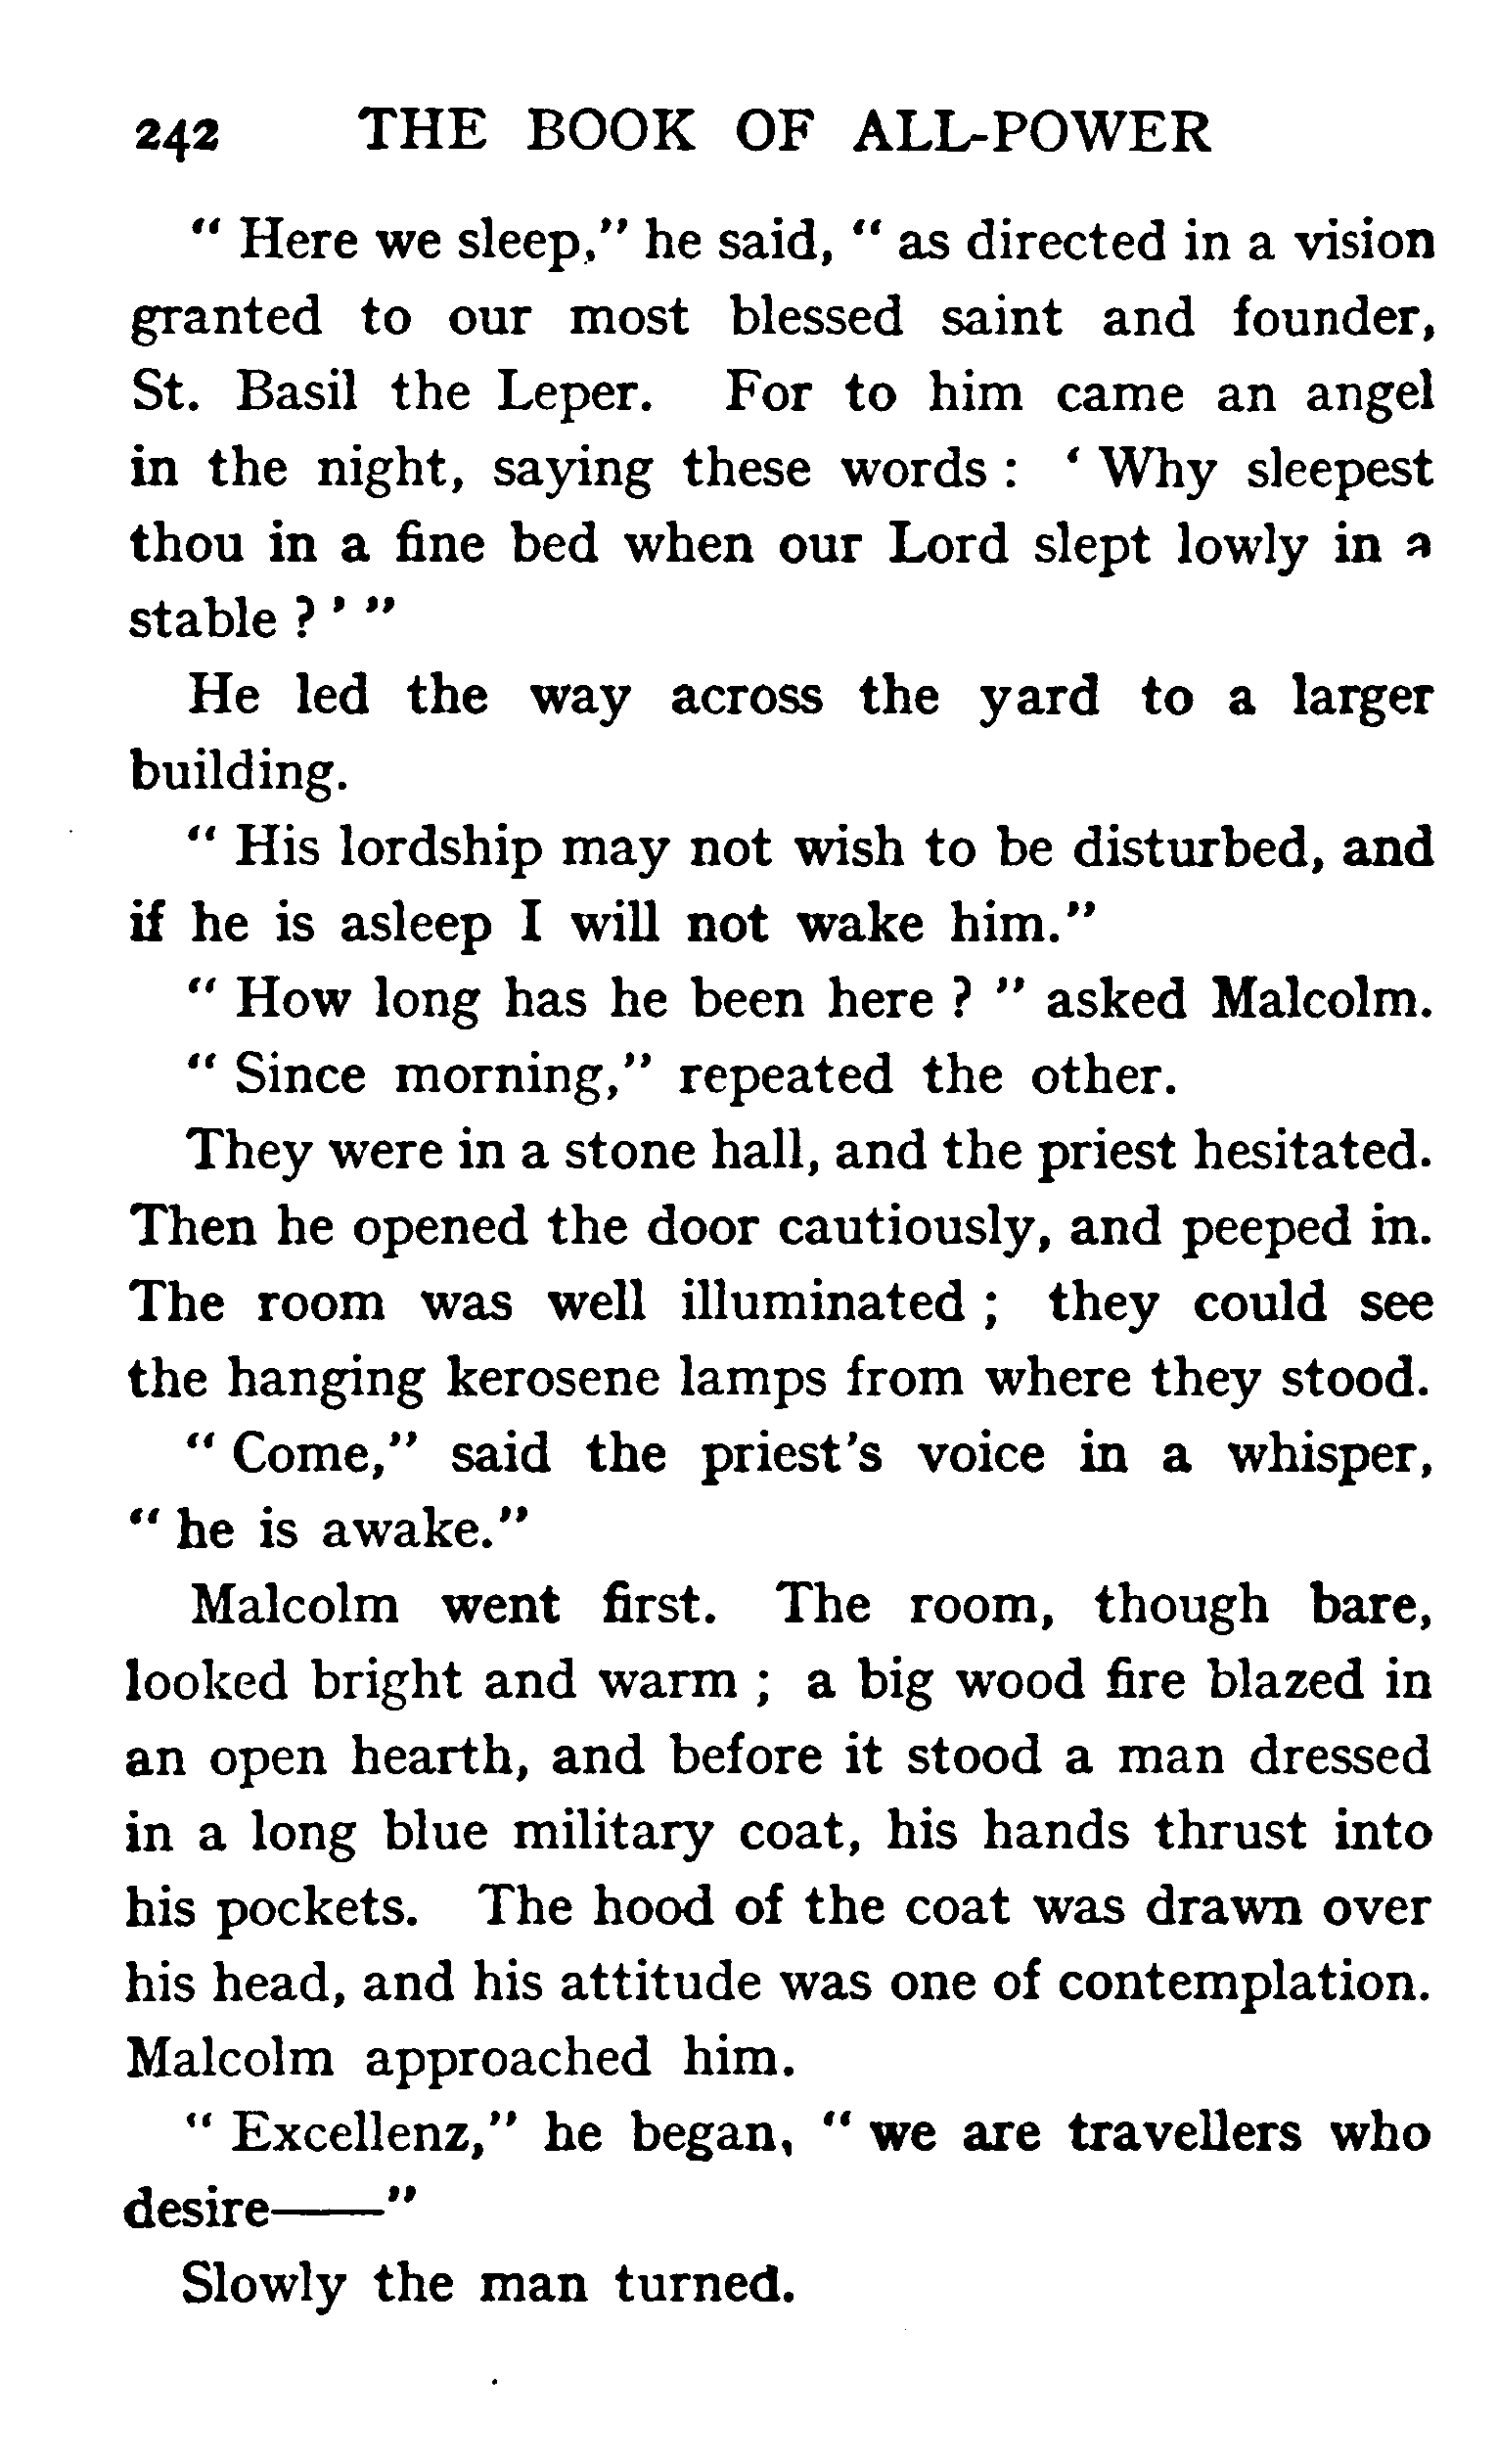 242 THE BOOK OF ALL-POWER
" Here we sleep," he said, " as directed in a vision
granted to our most blessed saint and founder,
St. Basil the Leper. For to him came an angel
in the night, saying these words : ‘ Why sleepest
thou in a fine bed when our Lord slept lowly in a
stable ? ’ "
He led the way across the yard to a larger
building.
" His lordship may not wish to be disturbed, and
if he is asleep I will not wake him."
" How long has he been here ? " asked Malcolm.
" Since morning," repeated the other.
They were in a stone hall, and the priest hesitated.
Then he opened the door cautiously, and peeped in.
The room was well illuminated ; they could see
the hanging kerosene lamps from where they stood.
" Come," said the priest's voice in a whisper,
" he is awake."
Malcolm went first. The room, though bare,
looked bright and warm ; a big wood fire blazed in
an open hearth, and before it stood a man dressed
in a long blue military coat, his hands thrust into
his pockets. The hood of the coat was drawn over
his head, and his attitude was one of contemplation.
Malcolm approached him.
" Excellenz," he began, " we are travellers who
desire——"
Slowly the man turned.